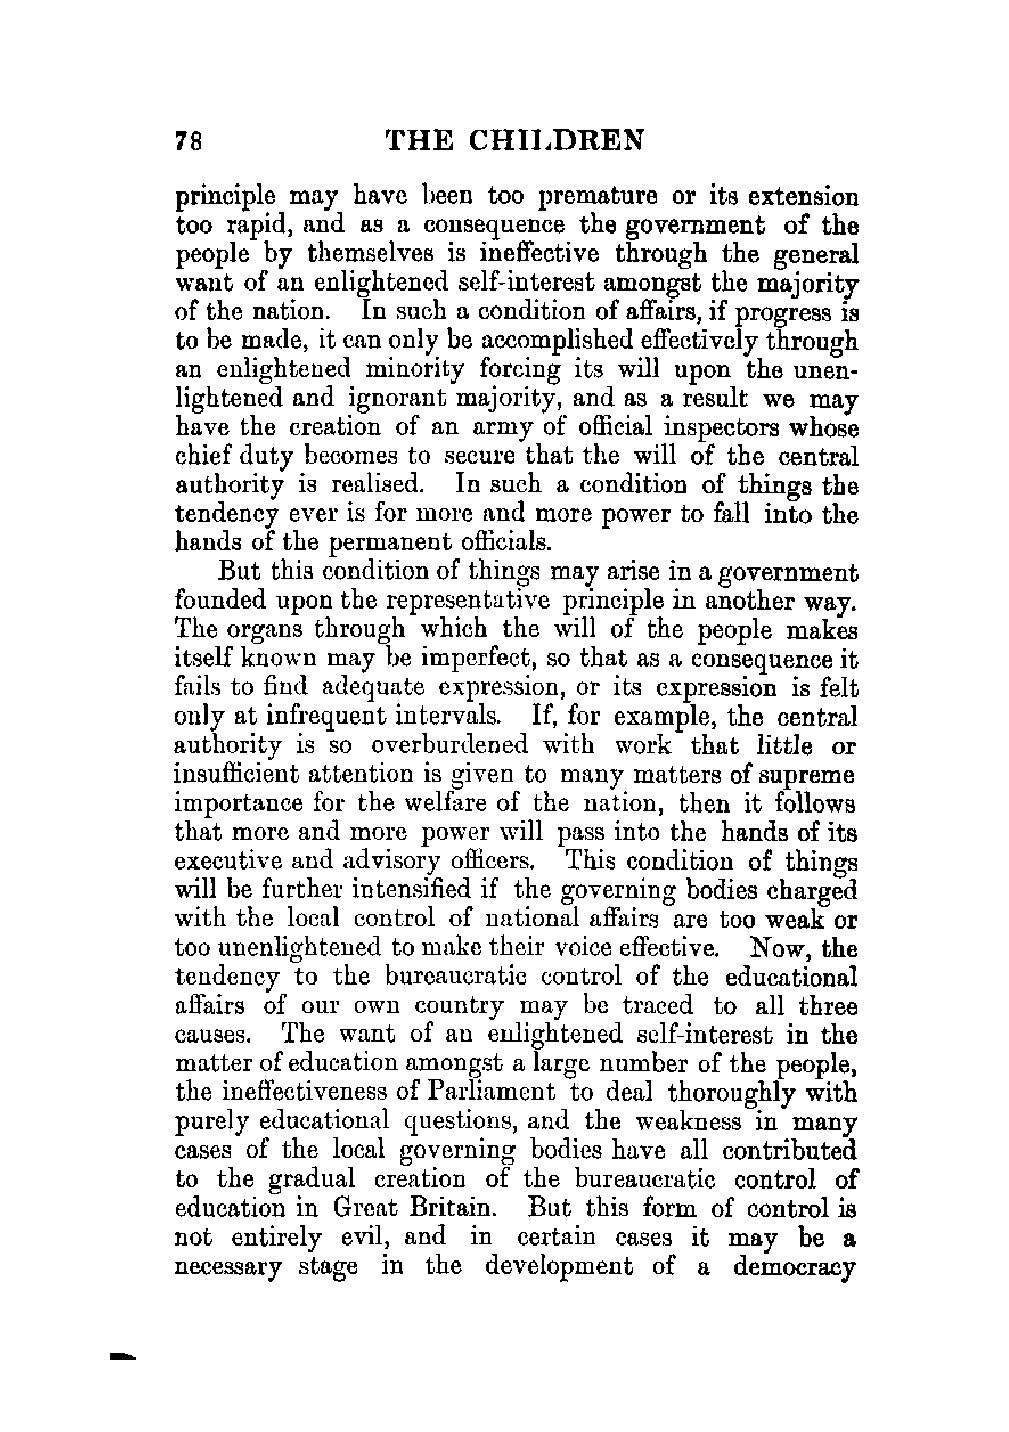 78 THE CHILDREN
principle may have been too premature or its extension
too rapid, and as a consequence the government of the
people by themselves is ineffective through the general
want of an enlightened self-interest amongst the majority
of the nation. In such a condition of affairs, if progress is
to be made, it can only be accomplished effectively through
an enlightened minority forcing its will upon the unen-
lightened and ignorant majority, and as a result we may
have the creation of an army of official inspectors whose
chief duty becomes to secure that the will of the central
authority is realised. In such a condition of things the
tendency ever is for more and more power to fall into the
hands of the permanent officials.
But this condition of things may arise in a government
founded upon the representative principle in another way.
The organs through which the will of the people makes
itself known may be imperfect, so that as a consequence it
fails to find adequate expression, or its expression is felt
only at infrequent intervals. If, for example, the central
authority is so overburdened with work that little or
insufficient attention is given to many matters of supreme
importance for the welfare of the nation, then it follows
that more and more power will pass into the hands of its
executive and advisory officers. This condition of things
will be further intensified if the governing bodies charged
with the local control of national affairs are too weak or
too unenlightened to make their voice effective. Now, the
tendency to the bureaucratic control of the educational
affairs of our own country may be traced to all three
causes. The want of an enlightened self-interest in the
matter of education amongst a large number of the people,
the ineffectiveness of Parliament to deal thoroughly with
purely educational questions, and the weakness in many
cases of the local governing bodies have all contributed
to the gradual creation of the bureaucratic control of
education in Great Britain. But this form of control is
not entirely evil, and in certain cases it may be a
necessary stage in the development of a democracy